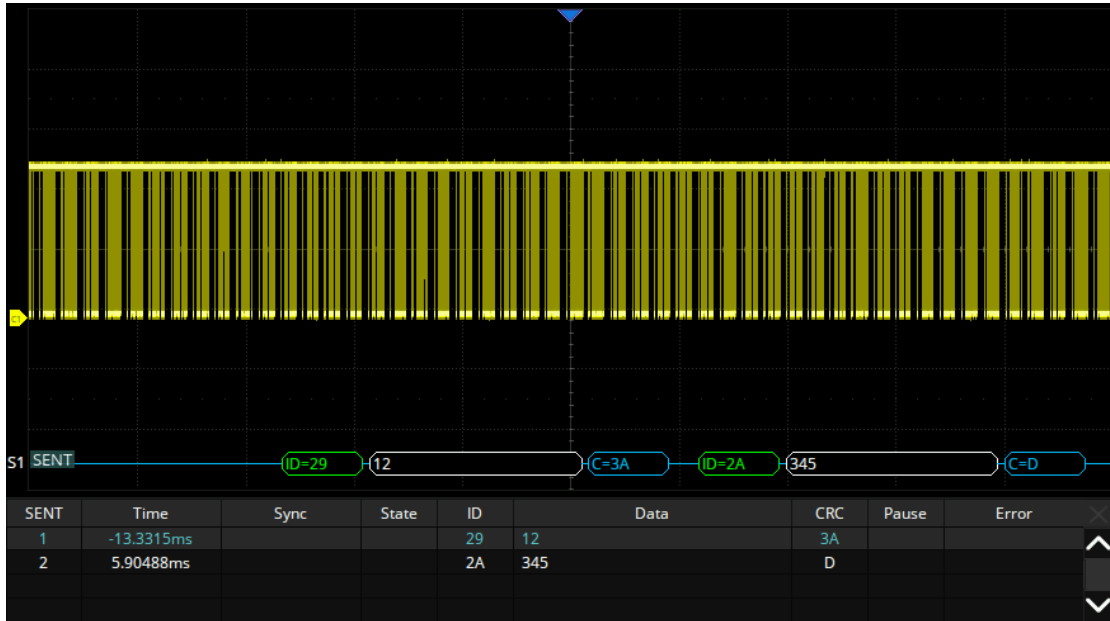 C1
S1 SENT ID=29 12 C=3A ID=2A 345 C=D
SENT Time Sync State ID Data CRC Pause Error
1 -13.3315ms 29 12 3A
2 5.90488ms 2A 345 D